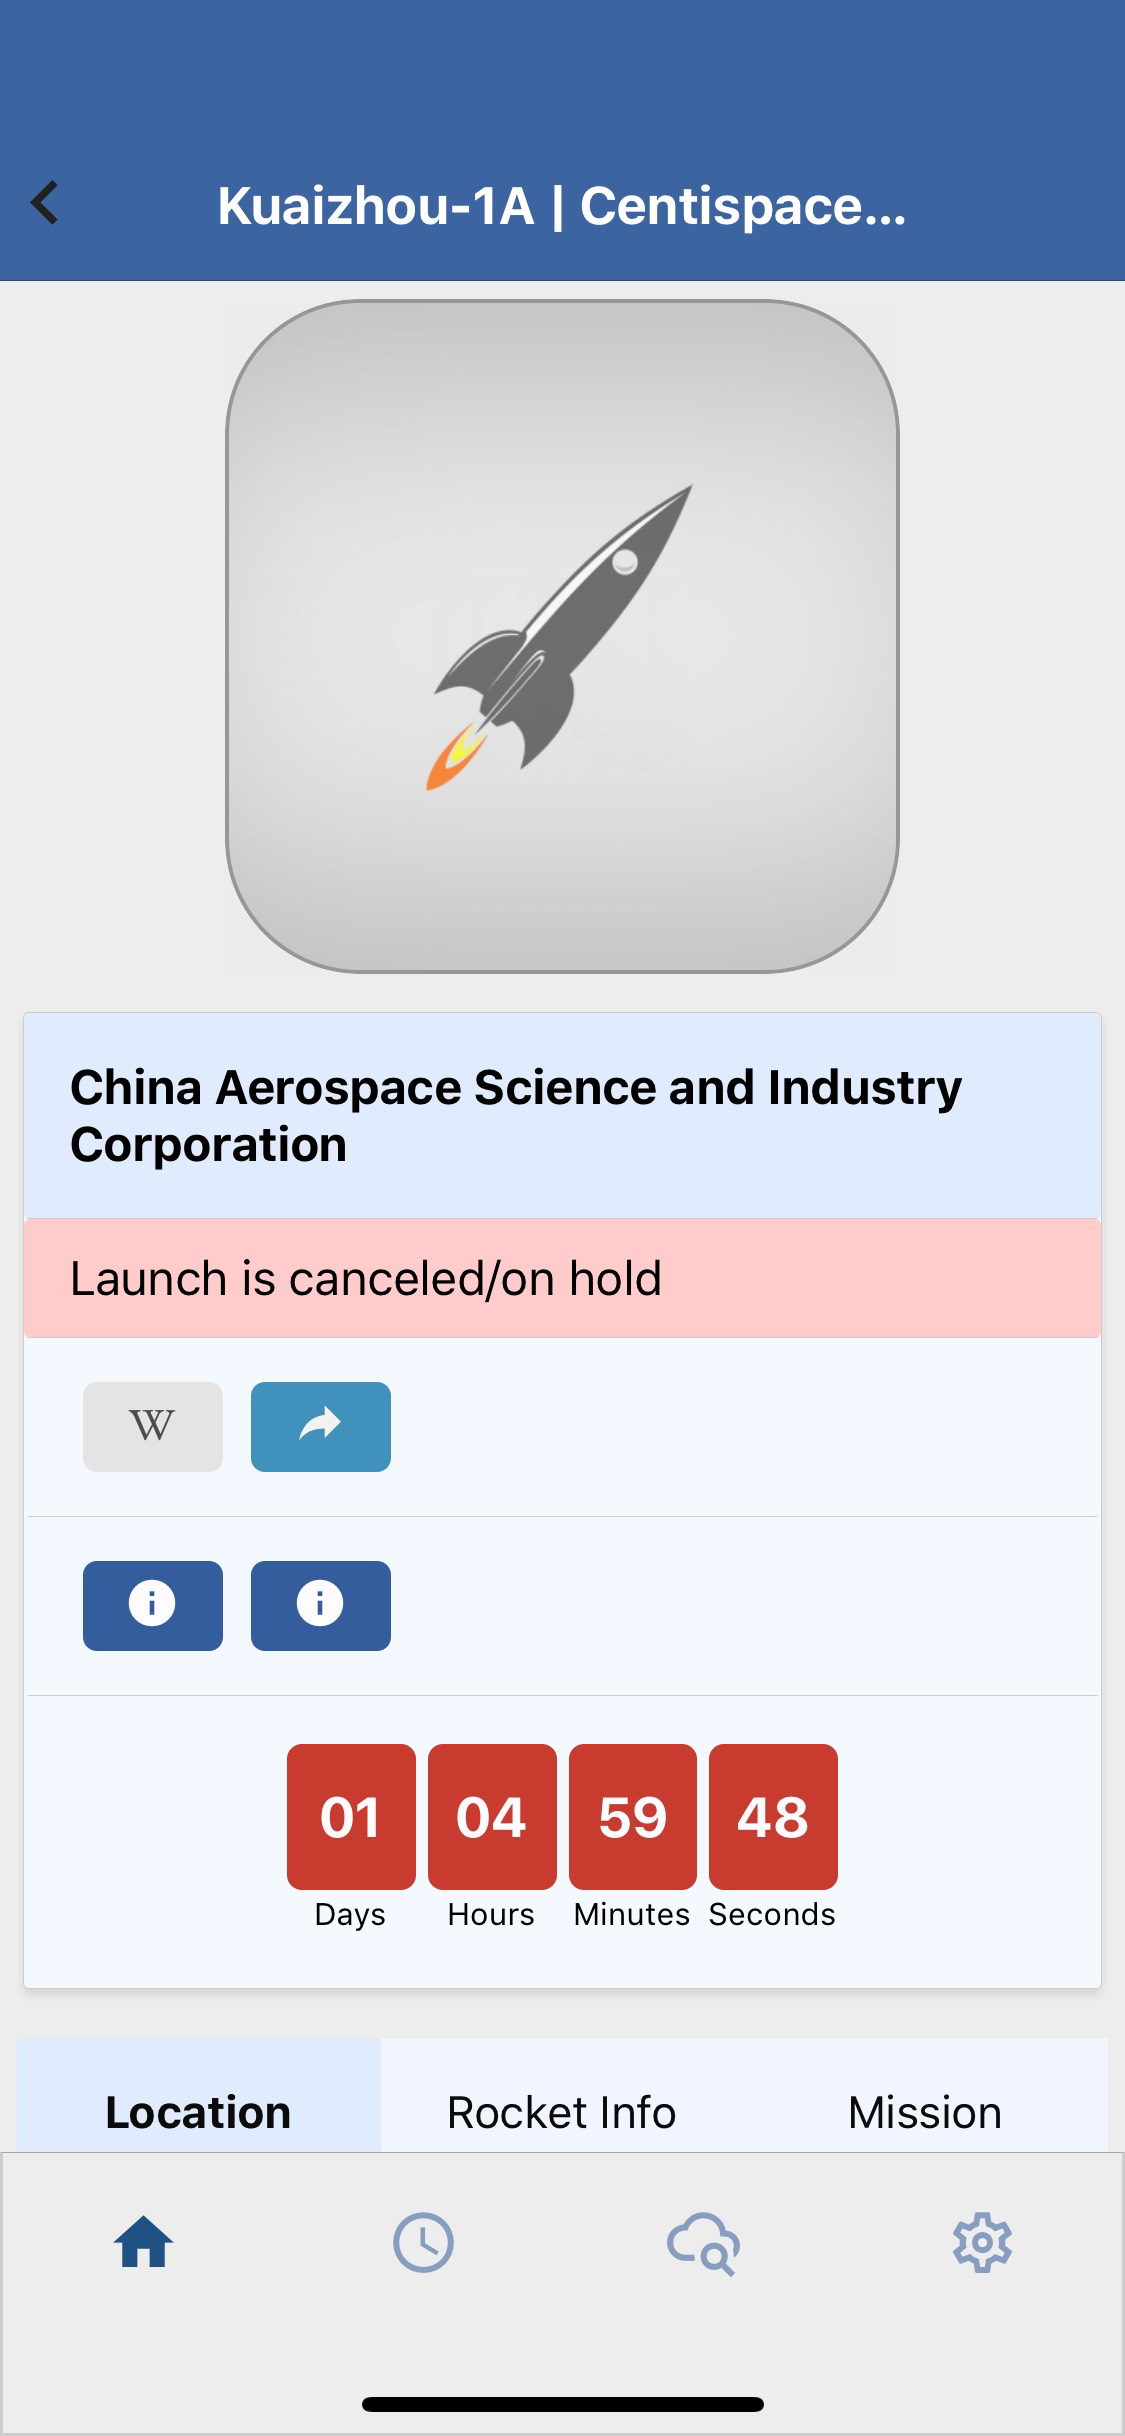 Kuaizhou-1A | Centispace...
China Aerospace Science and Industry
Corporation
Launch is canceled/on hold
W
01 04 59 48
Days Hours Minutes Seconds
Location Rocket Info Mission